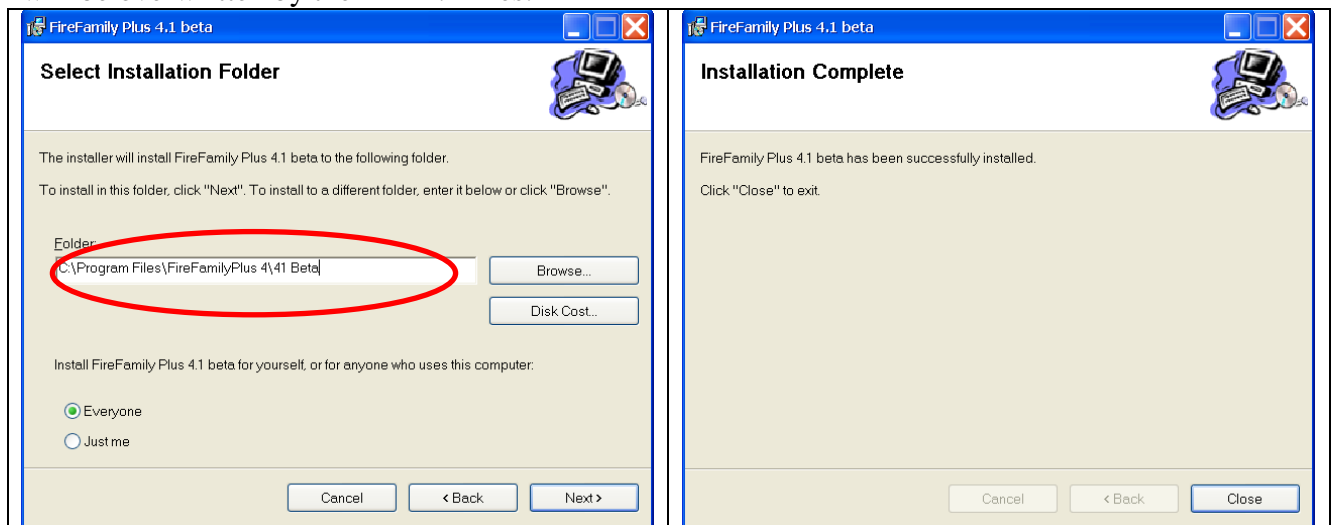 FireFamily Plus 4.1 beta
Select Installation Folder
The installer will install FireFamily Plus 4.1 beta to the following folder.
To install in this folder, click "Next". To install to a different folder, enter it below or click "Browse".
Folder:
C:\Program Files\FireFamilyPlus 4\41 Beta
Browse...
Disk Cost...
Install FireFamily Plus 4.1 beta for yourself, or for anyone who uses this computer:
Everyone
Just me
Cancel < Back Next >
FireFamily Plus 4.1 beta
Installation Complete
FireFamily Plus 4.1 beta has been successfully installed.
Click "Close" to exit.
Cancel < Back Close